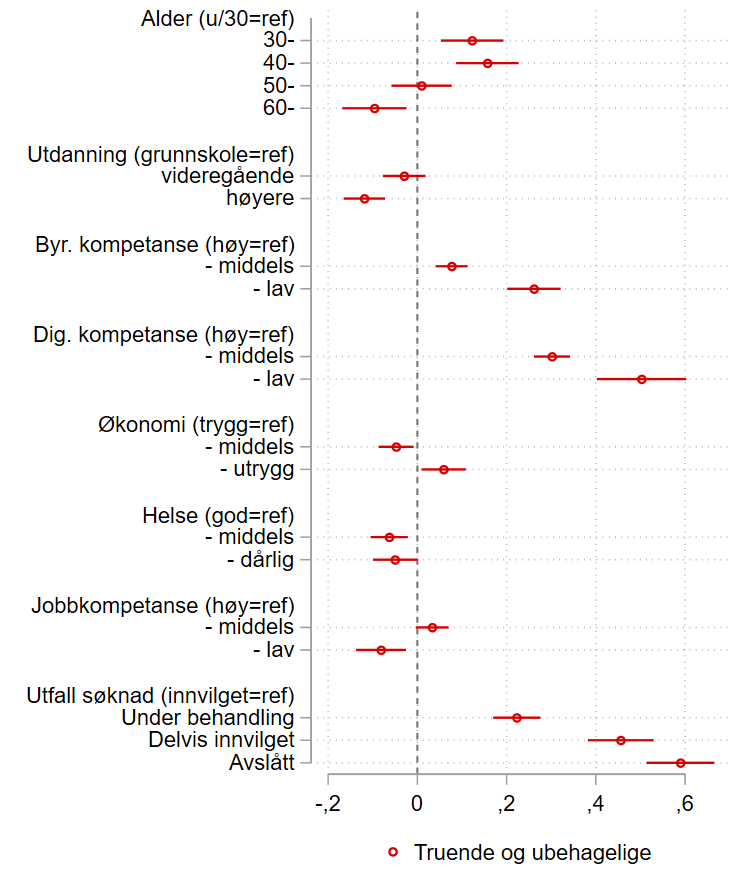 Alder (u/30=ref)
30-
40-
50-
60-
Utdanning (grunnskole=ref)
videregående
høyere
Byr. kompetanse (høy=ref)
- middels
- lav
Dig. kompetanse (høy=ref)
- middels
- lav
Økonomi (trygg=ref)
- middels
- utrygg
Helse (god=ref)
- middels
- dårlig
Jobbkompetanse (høy=ref)
- middels
- lav
Utfall søknad (innvilget=ref)
Under behandling
Delvis innvilget
Avslått
-,2 0 ,2 ,4 ,6
Truende og ubehagelige